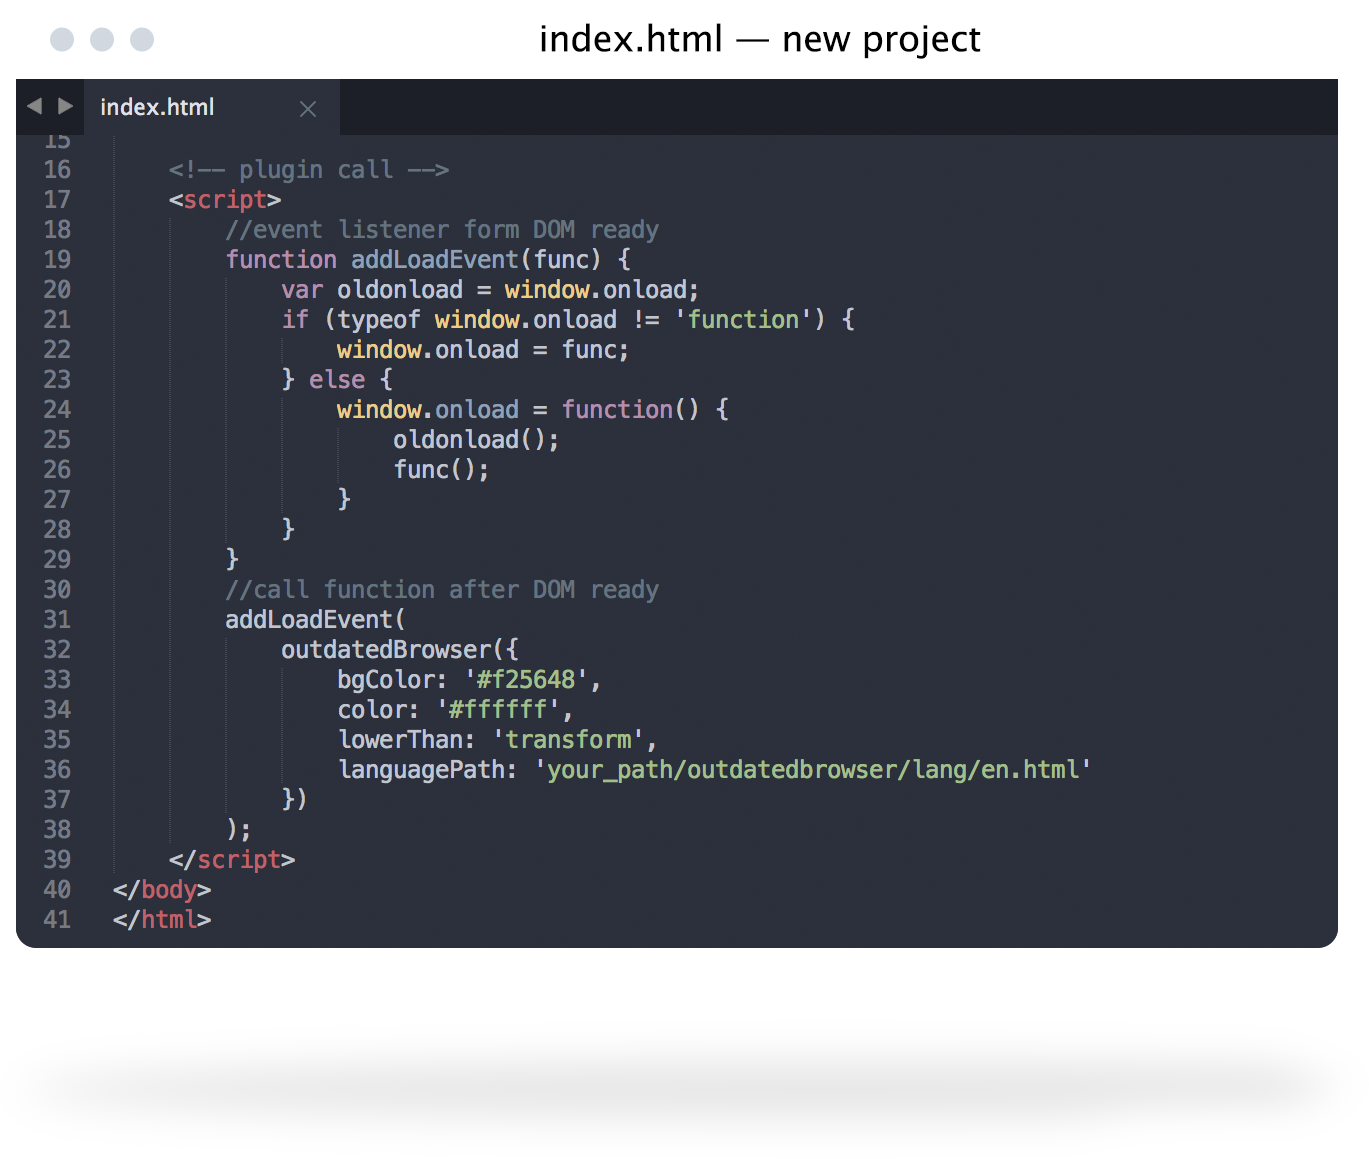 index.html — new project
index.html
15
16 <!-- plugin call -->
17 <script>
18 //event listener form DOM ready
19 function addLoadEvent(func) {
20 var oldonload = window.onload;
21 if (typeof window.onload != 'function') {
22 window.onload = func;
23 } else {
24 window.onload = function() {
25 oldonload();
26 func();
27 }
28 }
29 }
30 //call function after DOM ready
31 addLoadEvent(
32 outdatedBrowser({
33 bgColor: '#f25648',
34 color: '#ffffff',
35 lowerThan: 'transform',
36 languagePath: 'your_path/outdatedbrowser/lang/en.html'
37 })
38 );
39 </script>
40 </body>
41 </html>